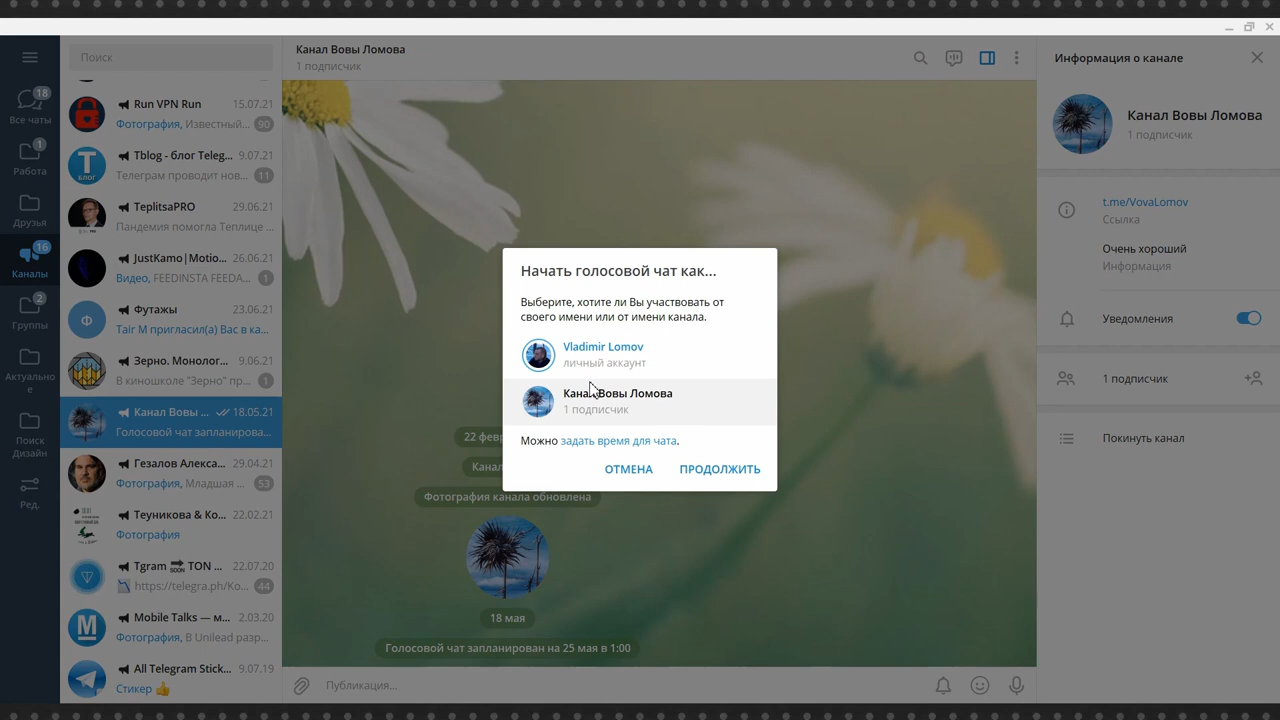 Поиск
18
Все чаты
1
Работа
Друзья
16
Каналы
2
Группы
Актуально
е
Поиск
Дизайн
Ред.
Run VPN Run 15.07.21
Фотография, Известный... 90
Tblog - блог Teleg... 9.07.21
Телеграм проводит нов... 11
TeplitsaPRO 29.06.21
Пандемия помогла Теплице ...
JustKamo|Motio... 26.06.21
Видео, FEEDINSTA FEEDA... 1
Футажы 23.06.21
Tair M пригласил(а) Вас в ка...
Зерно. Монолог... 9.06.21
В киношколе "Зерно" пр... 1
Канал Вовы ... 18.05.21
Голосовой чат запланирова...
Гезалов Алекса... 29.04.21
Фотография, Младшая ... 53
Теуникова & Ко... 22.02.21
Фотография
Tgram SOON TON ... 22.07.20
https://telegra.ph/Ko... 44
Mobile Talks — м... 2.03.20
Фотография, В Unilead разр...
All Telegram Stick... 9.07.19
Стикер 👍
Т
БЛОГ
Ф
M
Канал Вовы Ломова
1 подписчик
Начать голосовой чат как...
Выберите, хотите ли Вы участвовать от
своего имени или от имени канала.
Vladimir Lomov
личный аккаунт
Канал Вовы Ломова
1 подписчик
Можно задать время для чата.
ОТМЕНА ПРОДОЛЖИТЬ
22 февр
Канал
Фотография канала обновлена
18 мая
Голосовой чат запланирован на 25 мая в 1:00
Публикация...
Информация о канале
Канал Вовы Ломова
1 подписчик
t.me/VovaLomov
Ссылка
Очень хороший
Информация
Уведомления
1 подписчик
Покинуть канал